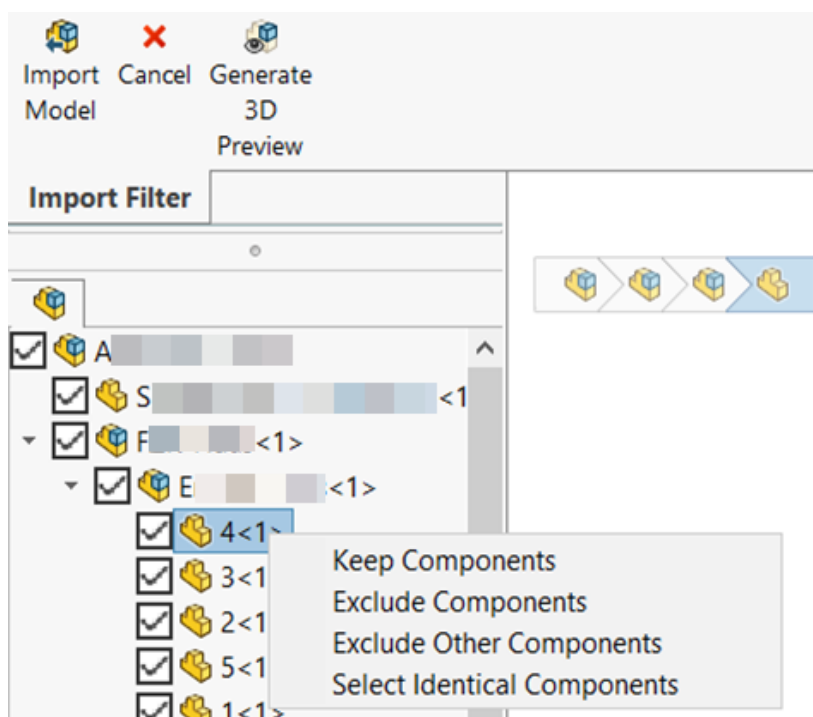 Import Model
Cancel
Generate 3D Preview
Import Filter
A
S <1
F <1>
E <1>
4<1>
3<1
2<1
5<1
1<1>
Keep Components
Exclude Components
Exclude Other Components
Select Identical Components